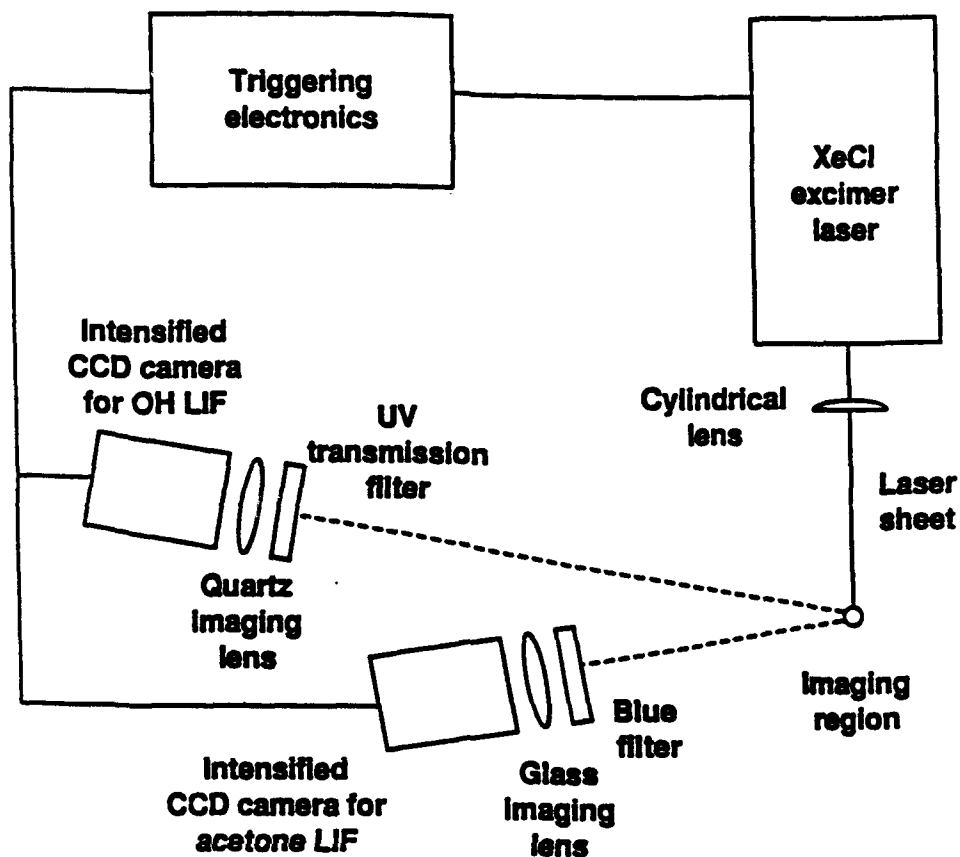 Triggering
electronics
XeCl
excimer
laser
Intensified
CCD camera
for OH LIF
UV
transmission
filter
Cylindrical
lens
Laser
sheet
Quartz
imaging
lens
Imaging
region
Blue
filter
Intensified
CCD camera for
acetone LIF
Glass
imaging
lens